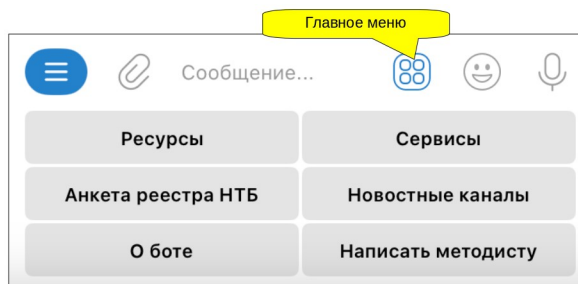 Главное меню
Сообщение...
Ресурсы
Сервисы
Анкета реестра НТБ
Новостные каналы
О боте
Написать методисту